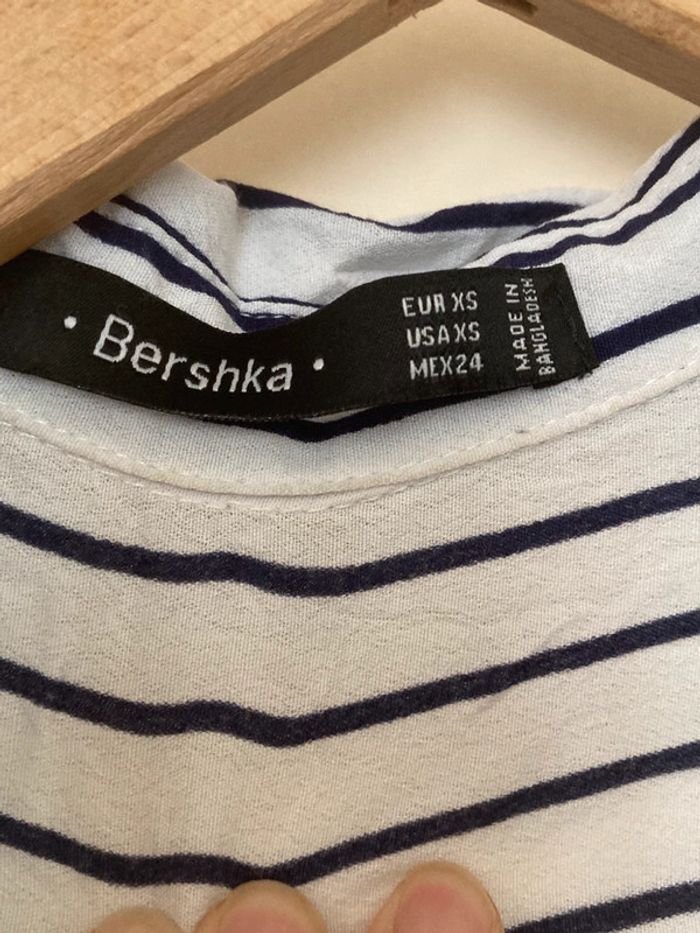 • Bershka •
EUR XS
USA XS
MEX 24
MADE IN
BANGLADESH